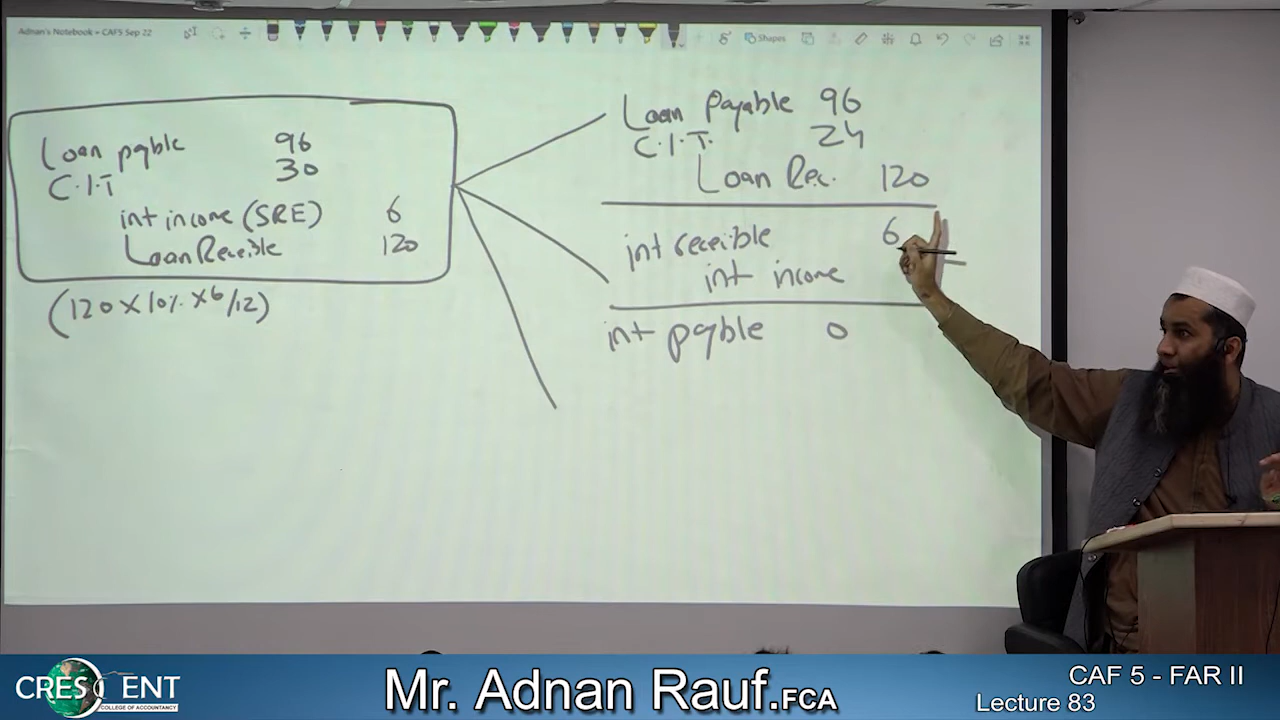 Adnan's Notebook » CAF5 Sep 22
Shapes
Loan payble 96
C.I.T 30
int income (SRE) 6
Loan Receible 120
(120 × 10% × 6/12)
Loan Payable 96
C.I.T. 24
Loan Rec. 120
int receible 6
int income
int payble 0
CRESCENT
COLLEGE OF ACCOUNTANCY
Mr. Adnan Rauf.FCA
CAF 5 - FAR II
Lecture 83